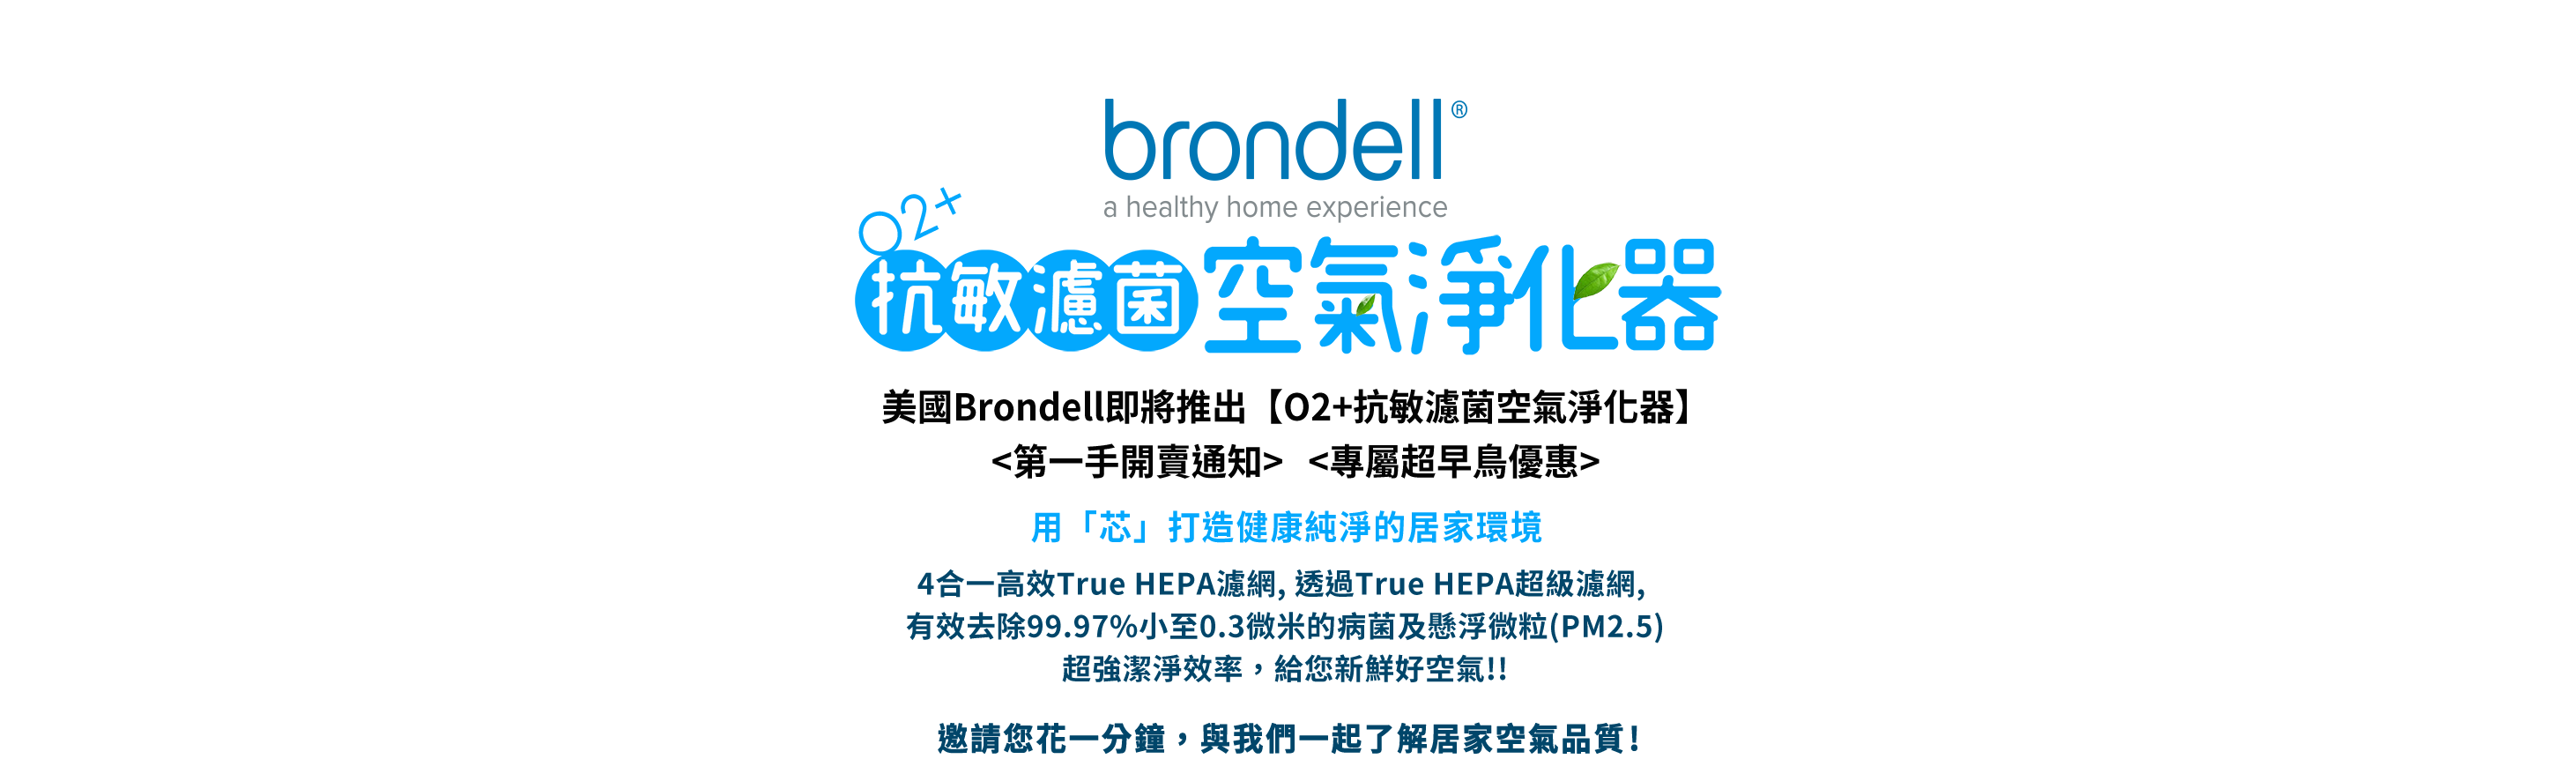 brondell®
a healthy home experience
O2+
抗敏濾菌空氣淨化器
美國Brondell即將推出【O2+抗敏濾菌空氣淨化器】
<第一手開賣通知> <專屬超早鳥優惠>
用「芯」打造健康純淨的居家環境
4合一高效True HEPA濾網, 透過True HEPA超級濾網,
有效去除99.97%小至0.3微米的病菌及懸浮微粒(PM2.5)
超強潔淨效率，給您新鮮好空氣!!
邀請您花一分鐘，與我們一起了解居家空氣品質!